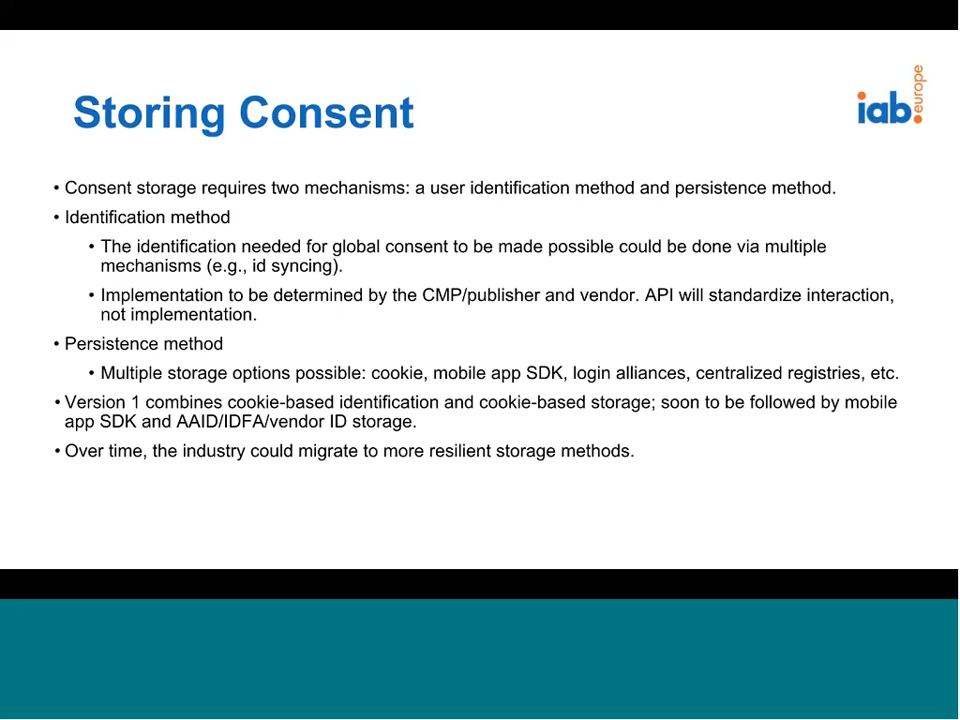 Storing Consent
iab.
europe
• Consent storage requires two mechanisms: a user identification method and persistence method.
• Identification method
• The identification needed for global consent to be made possible could be done via multiple
mechanisms (e.g., id syncing).
• Implementation to be determined by the CMP/publisher and vendor. API will standardize interaction,
not implementation.
• Persistence method
• Multiple storage options possible: cookie, mobile app SDK, login alliances, centralized registries, etc.
• Version 1 combines cookie-based identification and cookie-based storage; soon to be followed by mobile
app SDK and AAID/IDFA/vendor ID storage.
• Over time, the industry could migrate to more resilient storage methods.